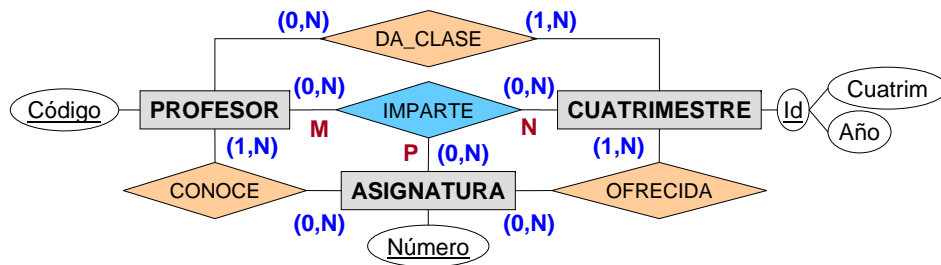 (0,N) DA_CLASE (1,N)
(0,N) (0,N) Cuatrim
Código PROFESOR IMPARTE CUATRIMESTRE Id
M N Año
(1,N) P (0,N) (1,N)
CONOCE ASIGNATURA OFRECIDA
(0,N) (0,N)
Número